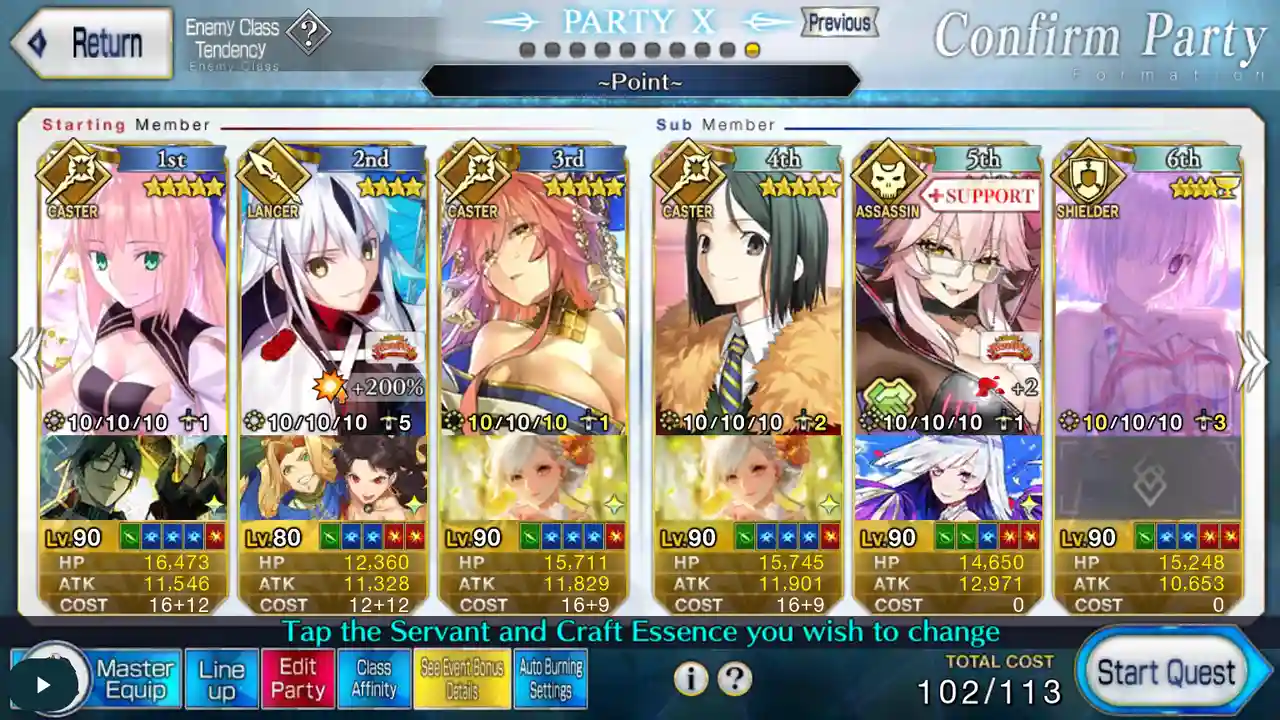 Return
Enemy Class
Tendency
Enemy Class
?
PARTY X
Previous
~Point~
Confirm Party
Formation
Starting Member
Sub Member
1st
CASTER
10/10/10 1
Lv.90
HP 16,473
ATK 11,546
COST 16+12
2nd
LANCER
+200%
10/10/10 5
Lv.80
HP 12,360
ATK 11,328
COST 12+12
3rd
CASTER
10/10/10 1
Lv.90
HP 15,711
ATK 11,829
COST 16+9
4th
CASTER
10/10/10 2
Lv.90
HP 15,745
ATK 11,901
COST 16+9
5th
ASSASSIN
+SUPPORT
+2
10/10/10 1
Lv.90
HP 14,650
ATK 12,971
COST 0
6th
SHIELDER
10/10/10 3
Lv.90
HP 15,248
ATK 10,653
COST 0
Tap the Servant and Craft Essence you wish to change
Master
Equip
Line
up
Edit
Party
Class
Affinity
See Event Bonus
Details
Auto Burning
Settings
i
?
TOTAL COST
102/113
Start Quest